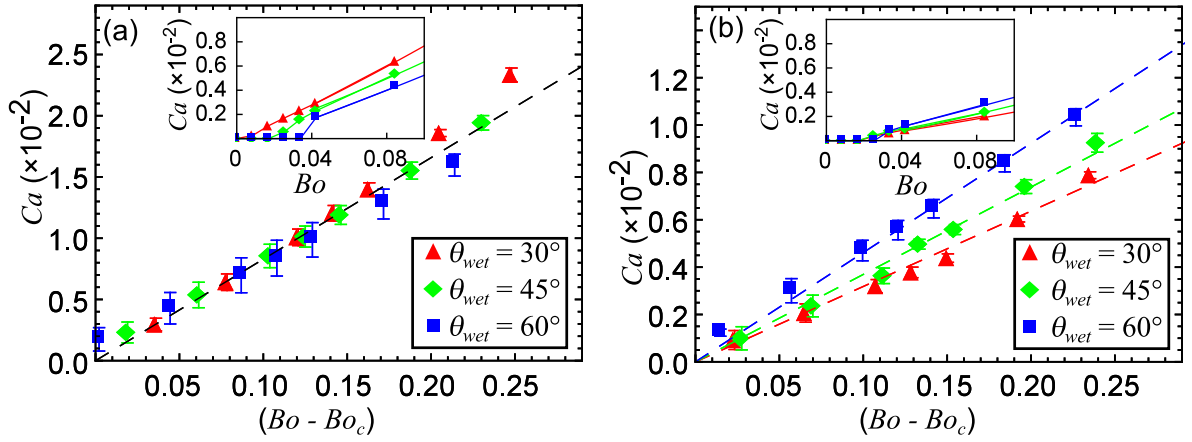 (a)
Ca (×10⁻²)
2.5
2.0
1.5
1.0
0.5
0.0
0.05 0.10 0.15 0.20 0.25
(Bo - Bo_c)
Ca (×10⁻²)
0.8
0.6
0.4
0.2
0 0.04 0.08
Bo
θ_wet = 30°
θ_wet = 45°
θ_wet = 60°
(b)
Ca (×10⁻²)
1.2
1.0
0.8
0.6
0.4
0.2
0.0
0.05 0.10 0.15 0.20 0.25
(Bo - Bo_c)
Ca (×10⁻²)
0.8
0.6
0.4
0.2
0 0.04 0.08
Bo
θ_wet = 30°
θ_wet = 45°
θ_wet = 60°